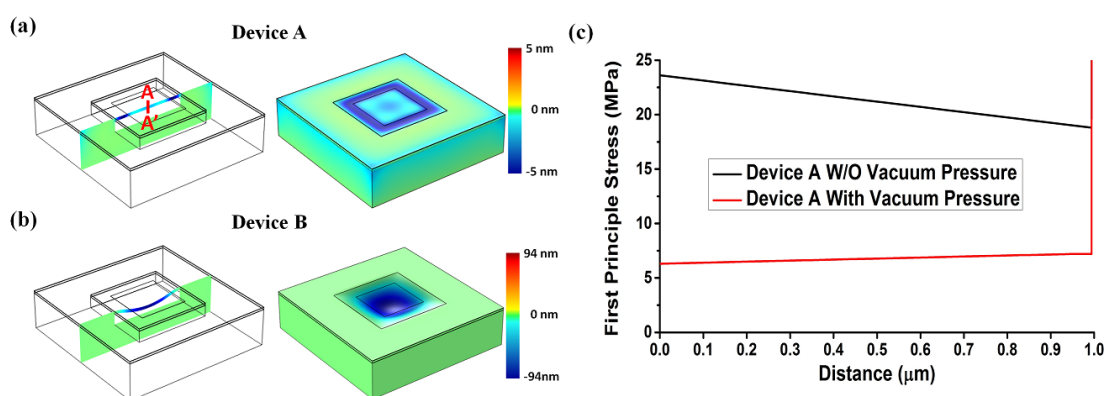 (a)
Device A
A
A'
5 nm
0 nm
-5 nm
(b)
Device B
94 nm
0 nm
-94nm
(c)
First Principle Stress (MPa)
25
20
15
10
5
0
Device A W/O Vacuum Pressure
Device A With Vacuum Pressure
0.0 0.1 0.2 0.3 0.4 0.5 0.6 0.7 0.8 0.9 1.0
Distance (μm)